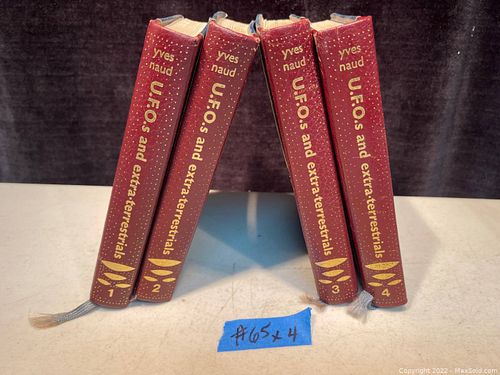 yves
naud
U.F.O.s and extra-terrestrials
1
yves
naud
U.F.O.s and extra-terrestrials
2
yves
naud
U.F.O.s and extra-terrestrials
3
yves
naud
U.F.O.s and extra-terrestrials
4
#65x4
Copyright 2022 - MaxSold.com